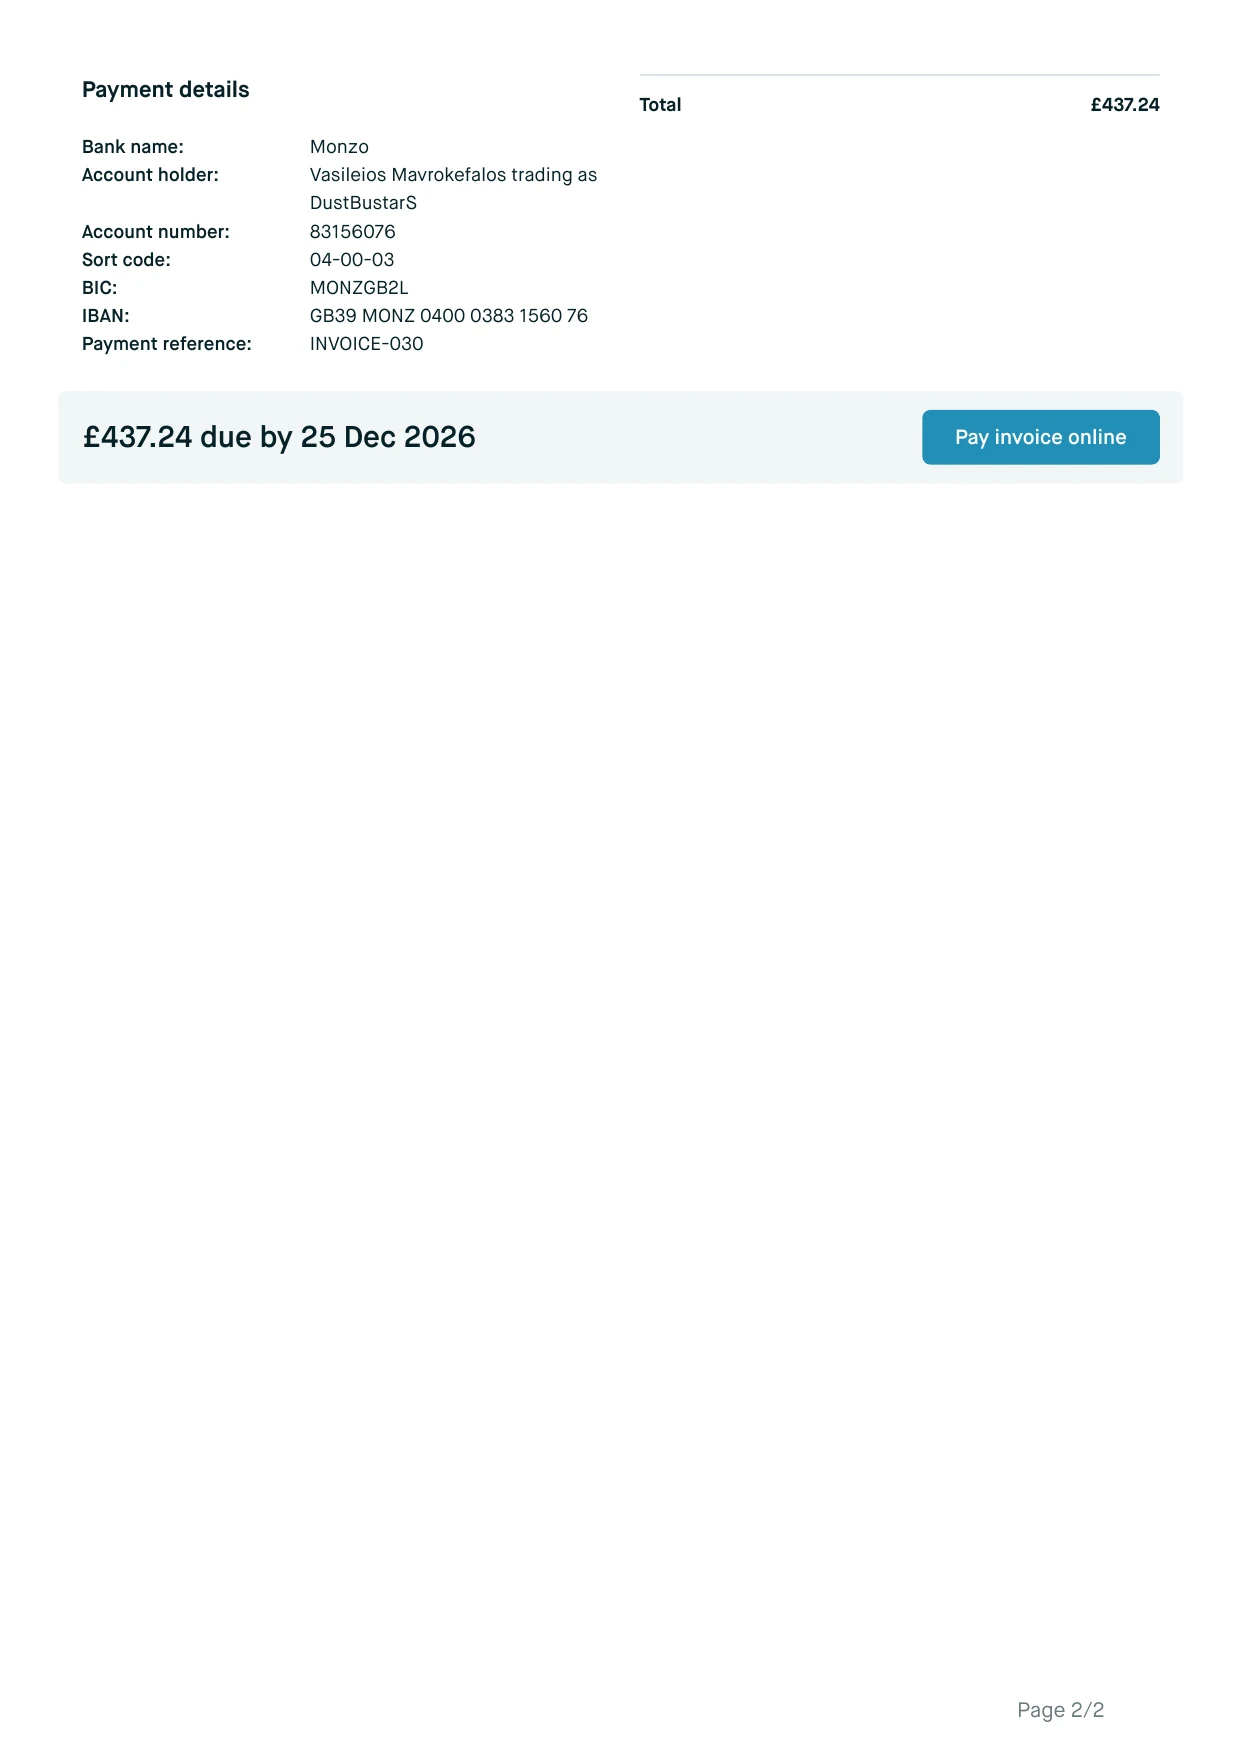 Payment details
Total £437.24
Bank name: Monzo
Account holder: Vasileios Mavrokefalos trading as
DustBustarS
Account number: 83156076
Sort code: 04-00-03
BIC: MONZGB2L
IBAN: GB39 MONZ 0400 0383 1560 76
Payment reference: INVOICE-030
£437.24 due by 25 Dec 2026 Pay invoice online
Page 2/2